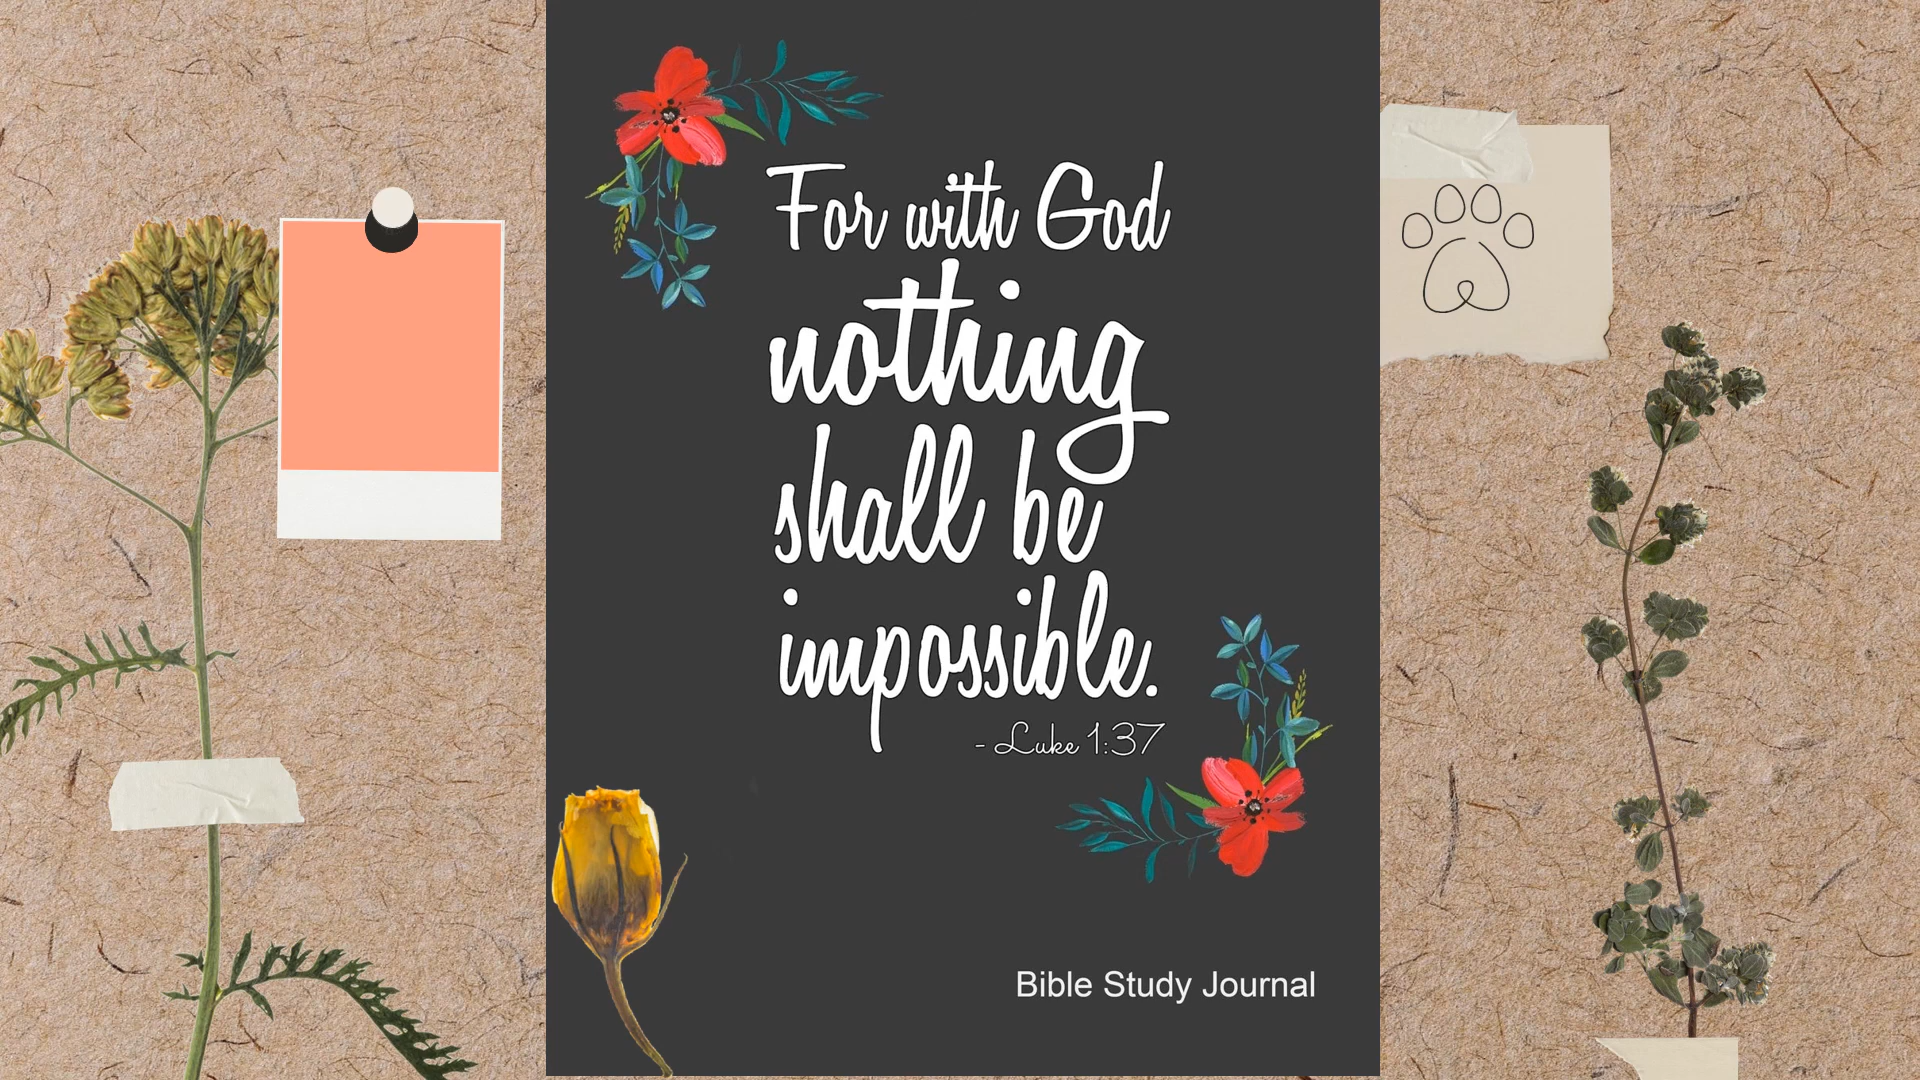 For with God
nothing
shall be
impossible.
- Luke 1:37
Bible Study Journal